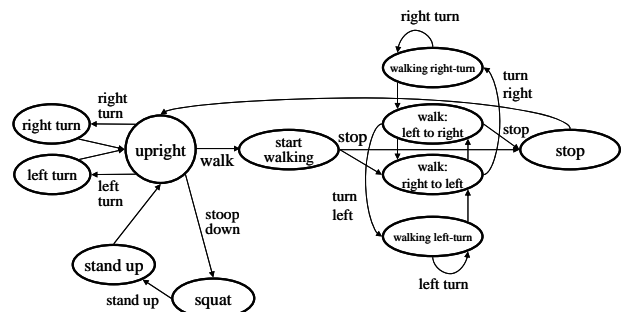 right turn
walking right-turn
turn
right
right
turn
right turn
walk:
left to right
upright
walk
start
walking
stop
stop
stop
walk:
right to left
left turn
left
turn
turn
left
stoop
down
walking left-turn
stand up
left turn
stand up
squat